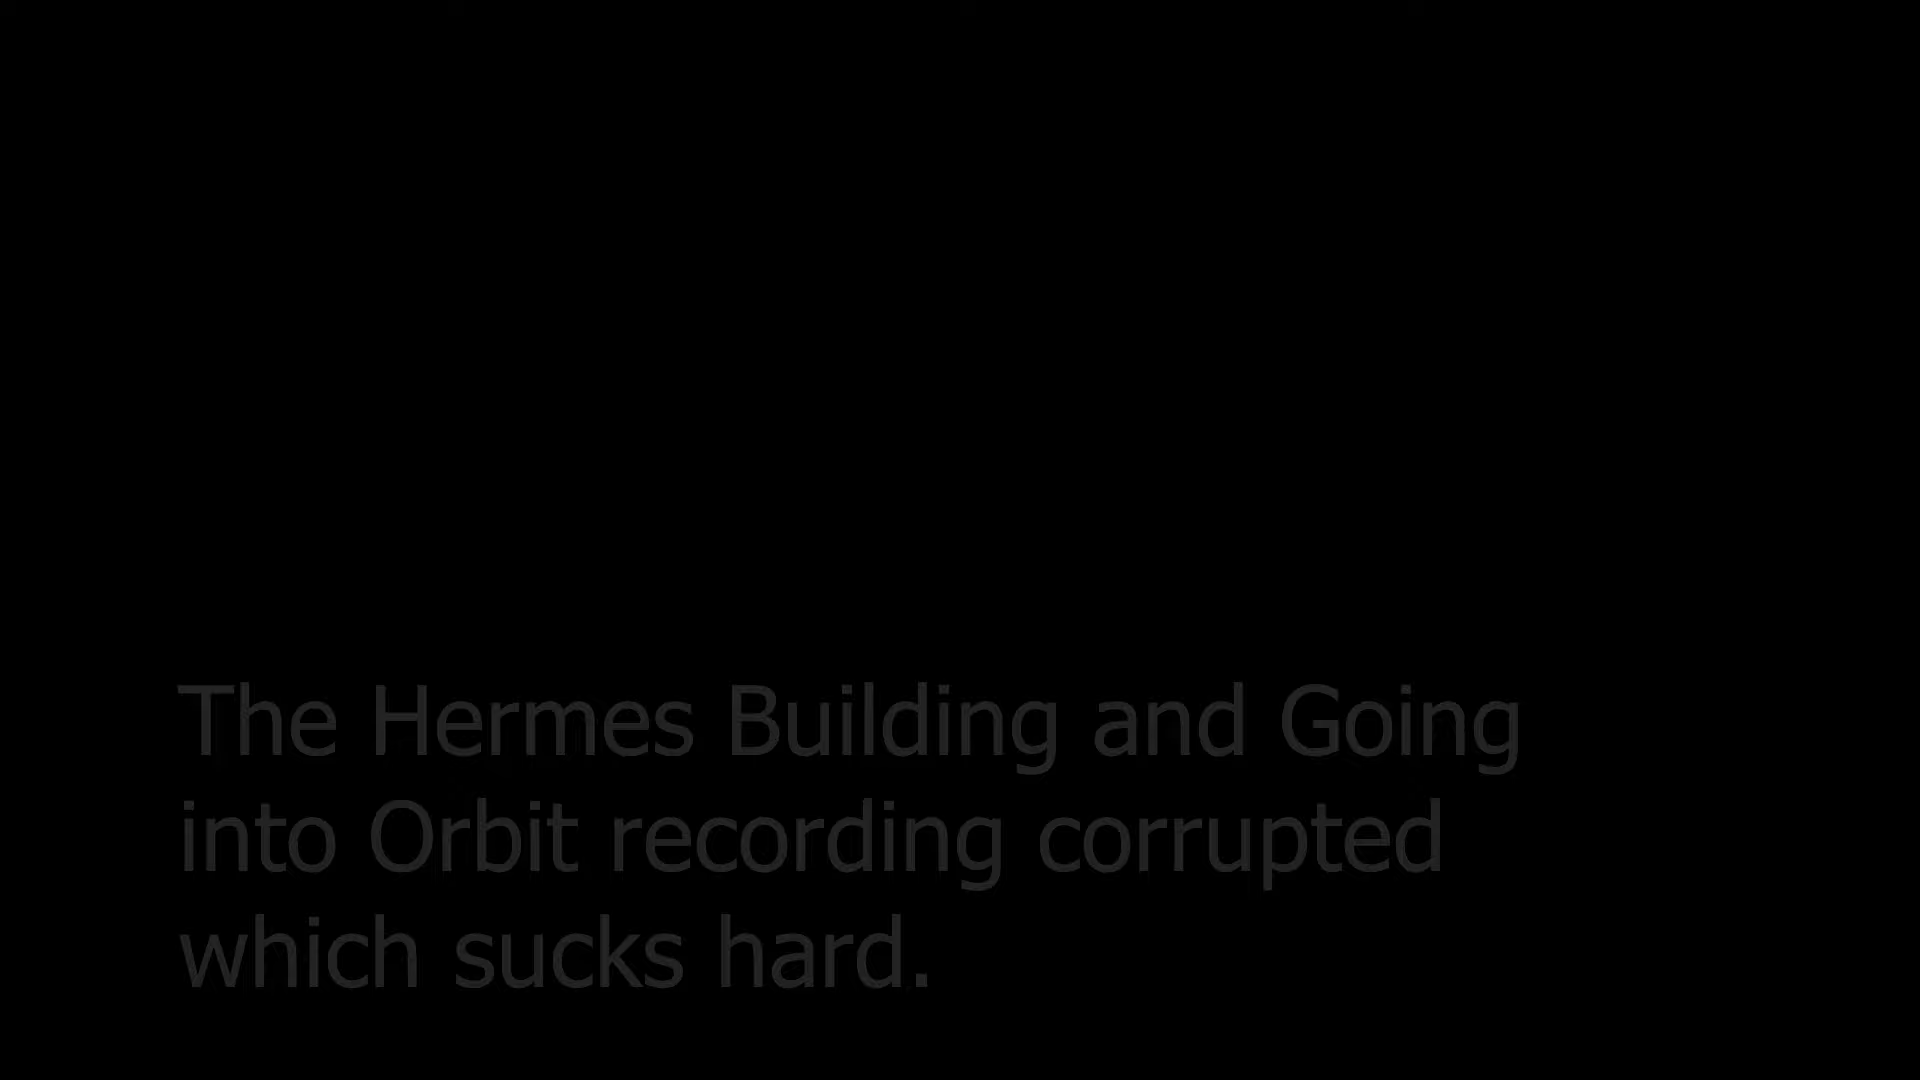 The Hermes Building and Going
into Orbit recording corrupted
which sucks hard.